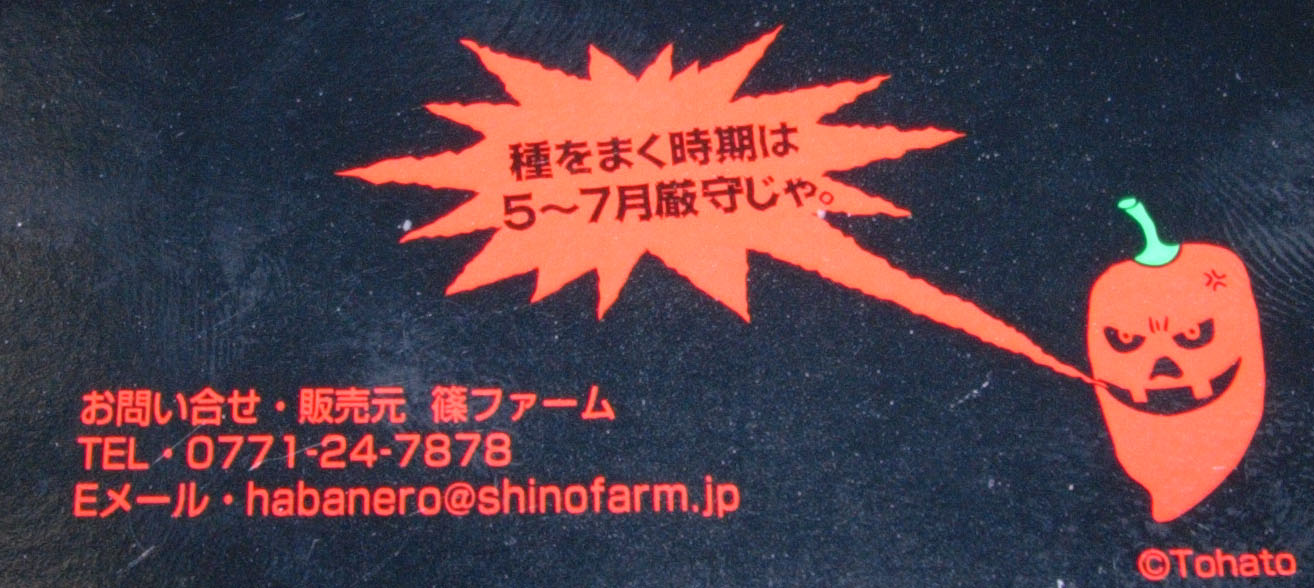 種をまく時期は
5〜7月厳守じゃ。
お問い合せ・販売元 篠ファーム
TEL・0771-24-7878
Eメール・habanero@shinofarm.jp
©Tohato